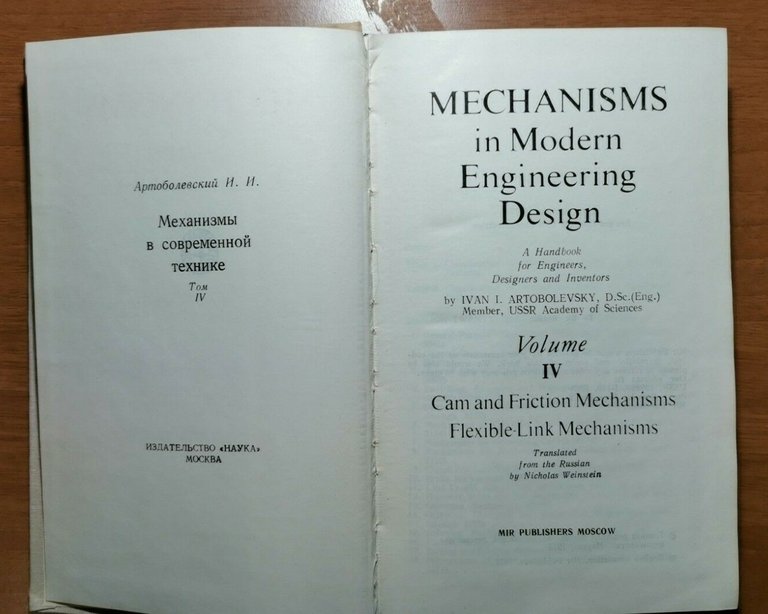 Артоболевский И. И.
Механизмы
в современной
технике
Том
IV
ИЗДАТЕЛЬСТВО «НАУКА»
МОСКВА
MECHANISMS
in Modern
Engineering
Design
A Handbook
for Engineers,
Designers and Inventors
by IVAN I. ARTOBOLEVSKY, D.Sc.(Eng.)
Member, USSR Academy of Sciences
Volume
IV
Cam and Friction Mechanisms
Flexible-Link Mechanisms
Translated
from the Russian
by Nicholas Weinstein
MIR PUBLISHERS MOSCOW